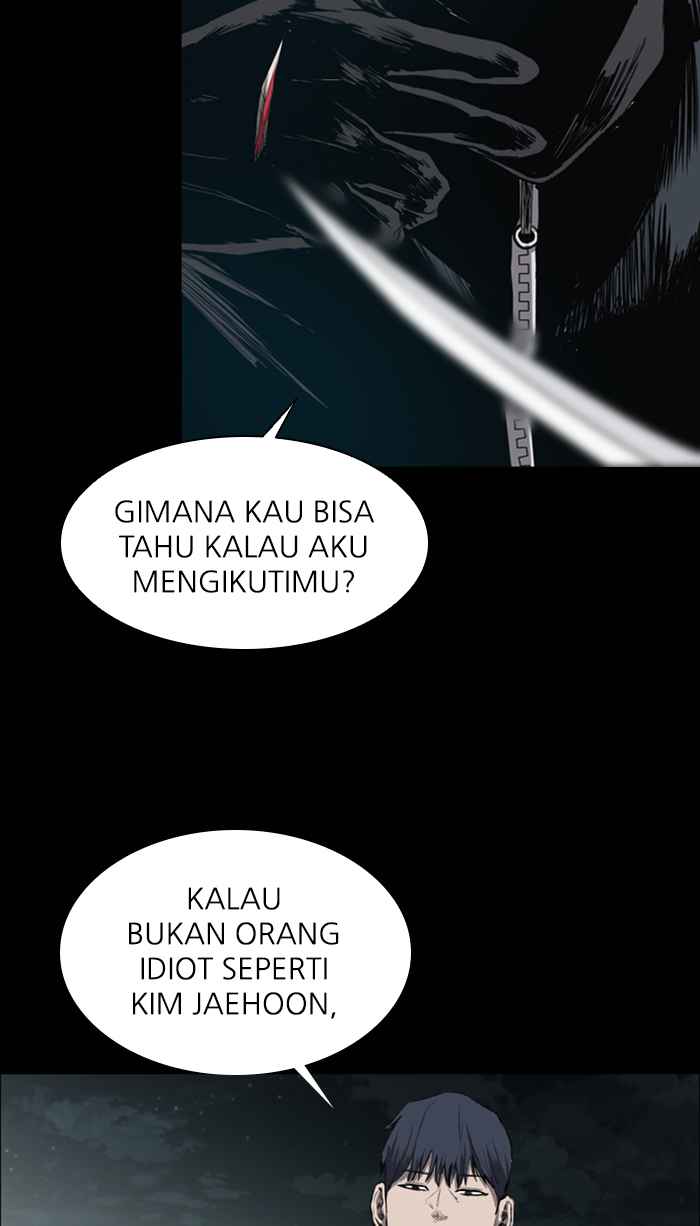 GIMANA KAU BISA
TAHU KALAU AKU
MENGIKUTIMU?
KALAU
BUKAN ORANG
IDIOT SEPERTI
KIM JAEHOON,